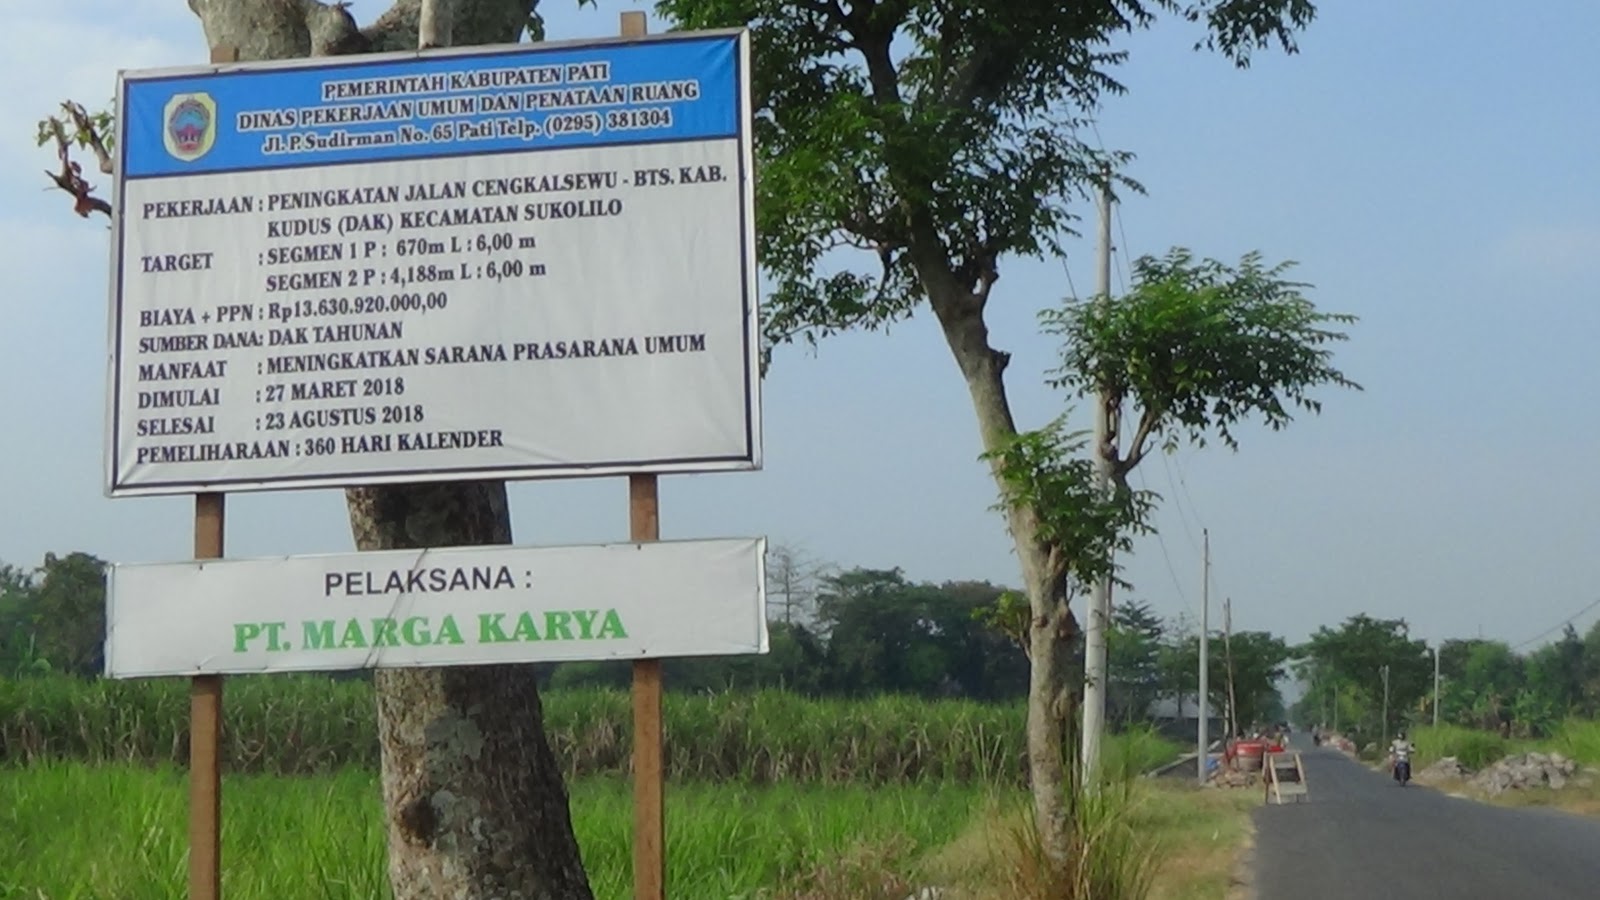 PEMERINTAH KABUPATEN PATI
DINAS PEKERJAAN UMUM DAN PENATAAN RUANG
Jl. P. Sudirman No. 65 Pati Telp. (0295) 381304
PEKERJAAN : PENINGKATAN JALAN CENGKALSEWU - BTS. KAB.
KUDUS (DAK) KECAMATAN SUKOLILO
TARGET : SEGMEN 1 P : 670m L : 6,00 m
SEGMEN 2 P : 4,188m L : 6,00 m
BIAYA + PPN : Rp13.630.920.000,00
SUMBER DANA: DAK TAHUNAN
MANFAAT : MENINGKATKAN SARANA PRASARANA UMUM
DIMULAI : 27 MARET 2018
SELESAI : 23 AGUSTUS 2018
PEMELIHARAAN : 360 HARI KALENDER
PELAKSANA :
PT. MARGA KARYA